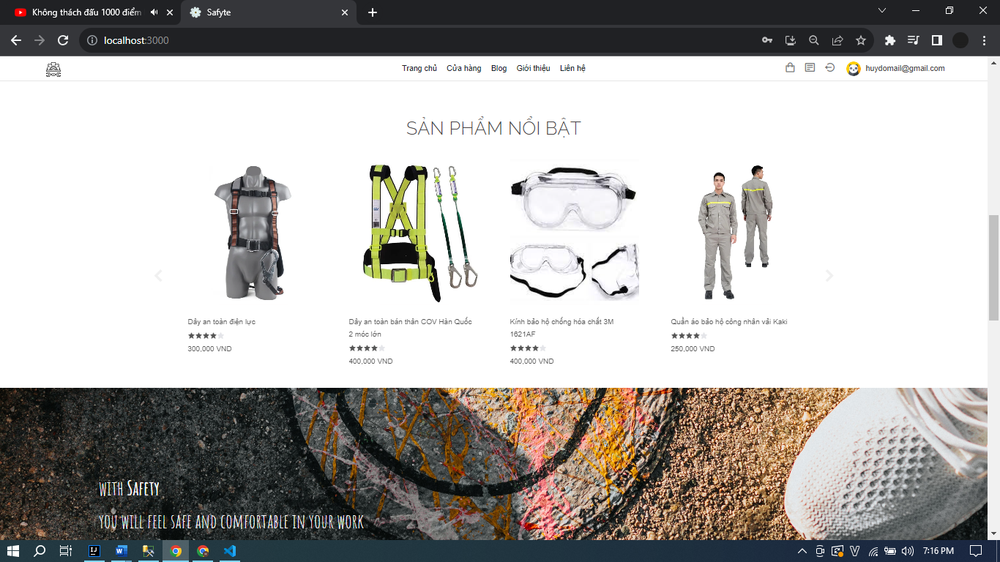 Không thách đấu 1000 điểm
Safyte
localhost:3000
Trang chủ Cửa hàng Blog Giới thiệu Liên hệ
huydomail@gmail.com
SẢN PHẨM NỔI BẬT
Dây an toàn điện lực
300,000 VND
Dây an toàn bán thân COV Hàn Quốc
2 móc lớn
400,000 VND
Kính bảo hộ chống hóa chất 3M
1621AF
400,000 VND
Quần áo bảo hộ công nhân vải Kaki
250,000 VND
WITH SAFETY
YOU WILL FEEL SAFE AND COMFORTABLE IN YOUR WORK
7:16 PM